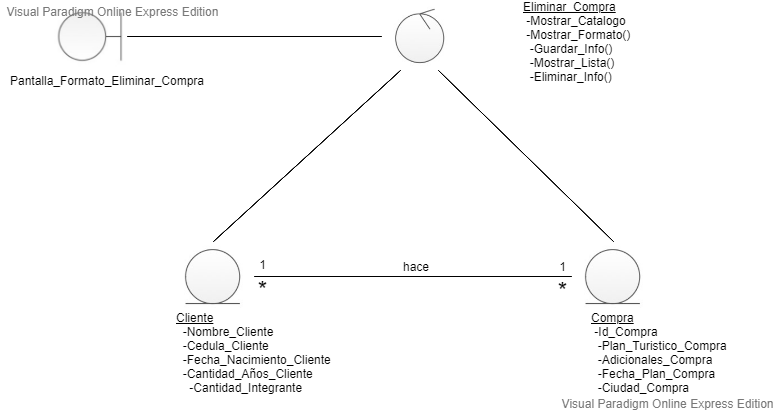 Visual Paradigm Online Express Edition
Pantalla_Formato_Eliminar_Compra
Eliminar_Compra
-Mostrar_Catalogo
-Mostrar_Formato()
-Guardar_Info()
-Mostrar_Lista()
-Eliminar_Info()
1
hace
1
*
*
Cliente
-Nombre_Cliente
-Cedula_Cliente
-Fecha_Nacimiento_Cliente
-Cantidad_Años_Cliente
-Cantidad_Integrante
Compra
-Id_Compra
-Plan_Turistico_Compra
-Adicionales_Compra
-Fecha_Plan_Compra
-Ciudad_Compra
Visual Paradigm Online Express Edition